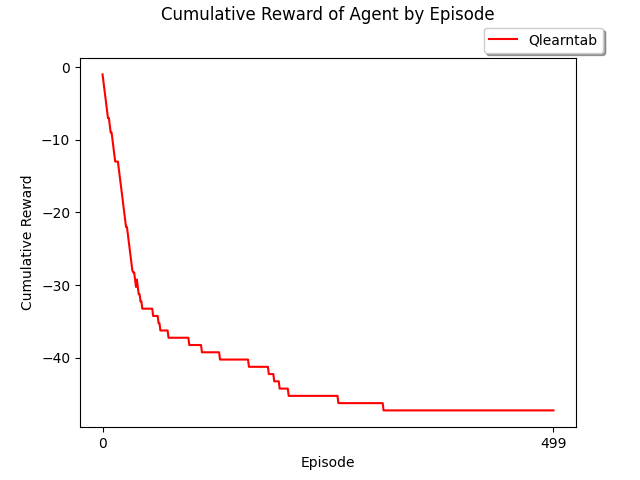 Cumulative Reward of Agent by Episode
Qlearntab
0
−10
−20
−30
−40
Cumulative Reward
0 499
Episode